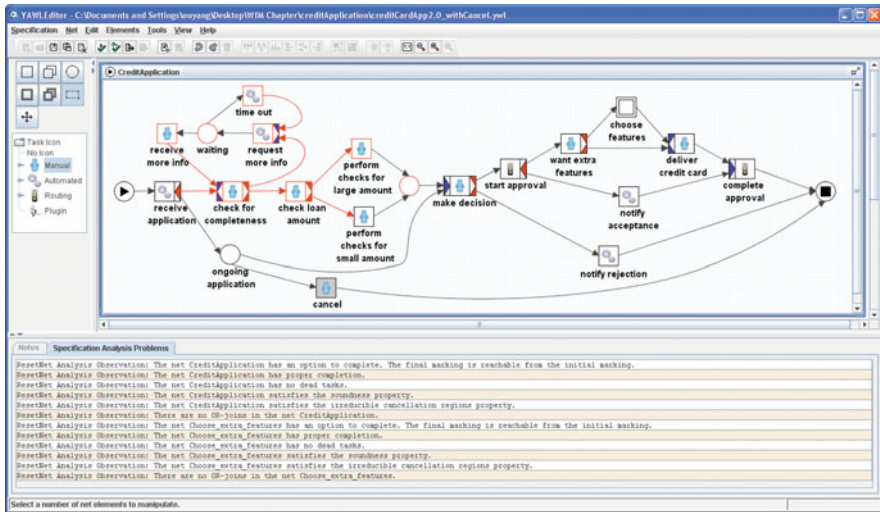 YAWLEditor - C:\Documents and Settings\ouyang\Desktop\WfM Chapter\creditApplication\creditCardApp2.0_withCancel.ywl
Specification Net Edit Elements Tools View Help
CreditApplication
Task Icon
No Icon
Manual
Automated
Routing
Plugin
time out
receive
more info
waiting
request
more info
choose
features
perform
checks for
large amount
want extra
features
deliver
credit card
receive
application
check for
completeness
check loan
amount
make decision
start approval
complete
approval
perform
checks for
small amount
notify
acceptance
ongoing
application
notify rejection
cancel
Notes Specification Analysis Problems
ResetNet Analysis Observation: The net CreditApplication has an option to complete. The final marking is reachable from the initial marking.
ResetNet Analysis Observation: The net CreditApplication has proper completion.
ResetNet Analysis Observation: The net CreditApplication has no dead tasks.
ResetNet Analysis Observation: The net CreditApplication satisfies the soundness property.
ResetNet Analysis Observation: The net CreditApplication satisfies the irreducible cancellation regions property.
ResetNet Analysis Observation: There are no OR-joins in the net CreditApplication.
ResetNet Analysis Observation: The net Choose_extra_features has an option to complete. The final marking is reachable from the initial marking.
ResetNet Analysis Observation: The net Choose_extra_features has proper completion.
ResetNet Analysis Observation: The net Choose_extra_features has no dead tasks.
ResetNet Analysis Observation: The net Choose_extra_features satisfies the soundness property.
ResetNet Analysis Observation: The net Choose_extra_features satisfies the irreducible cancellation regions property.
ResetNet Analysis Observation: There are no OR-joins in the net Choose_extra_features.
Select a number of net elements to manipulate.